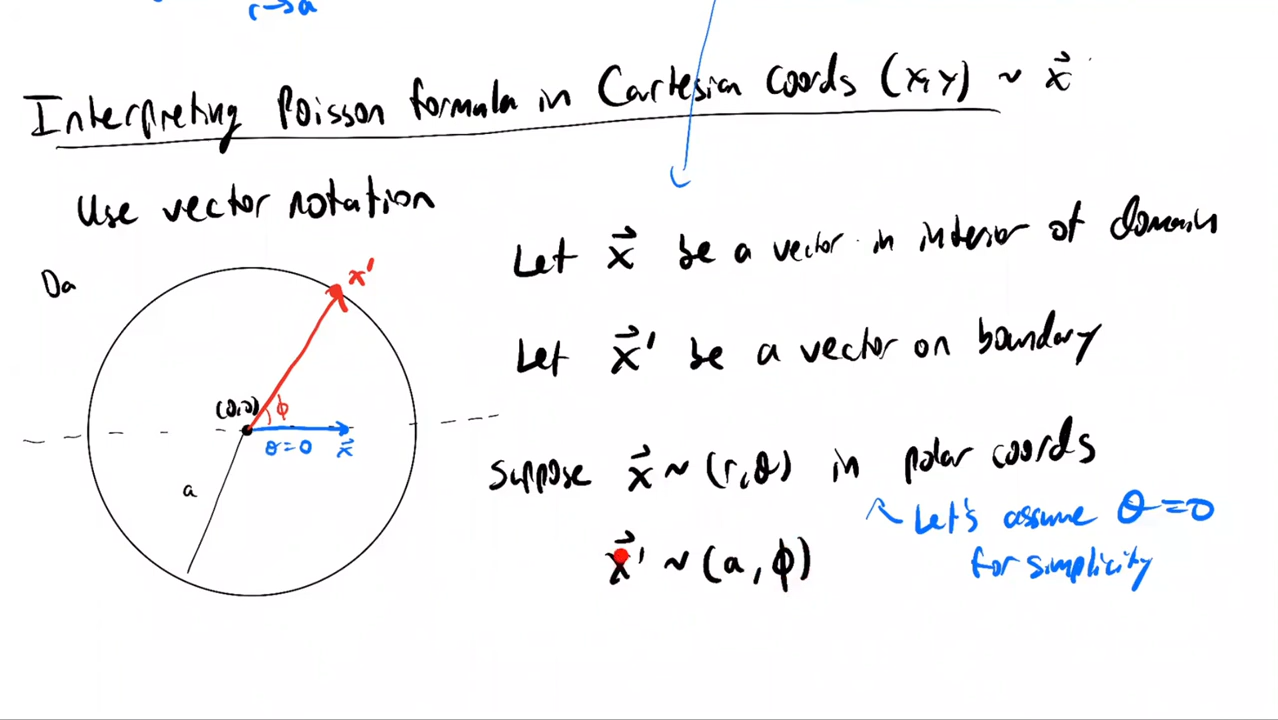 r→a
Interpreting Poisson formula in Cartesian coords (x,y) ~ x⃗
Use vector notation
Let x⃗ be a vector in interior of domain
Da
x'
Let x⃗' be a vector on boundary
(0,0)
ϕ
θ=0
x⃗
a
Suppose x⃗ ~ (r,θ) in polar coords
Let's assume θ=0
for simplicity
x⃗' ~ (a, ϕ)